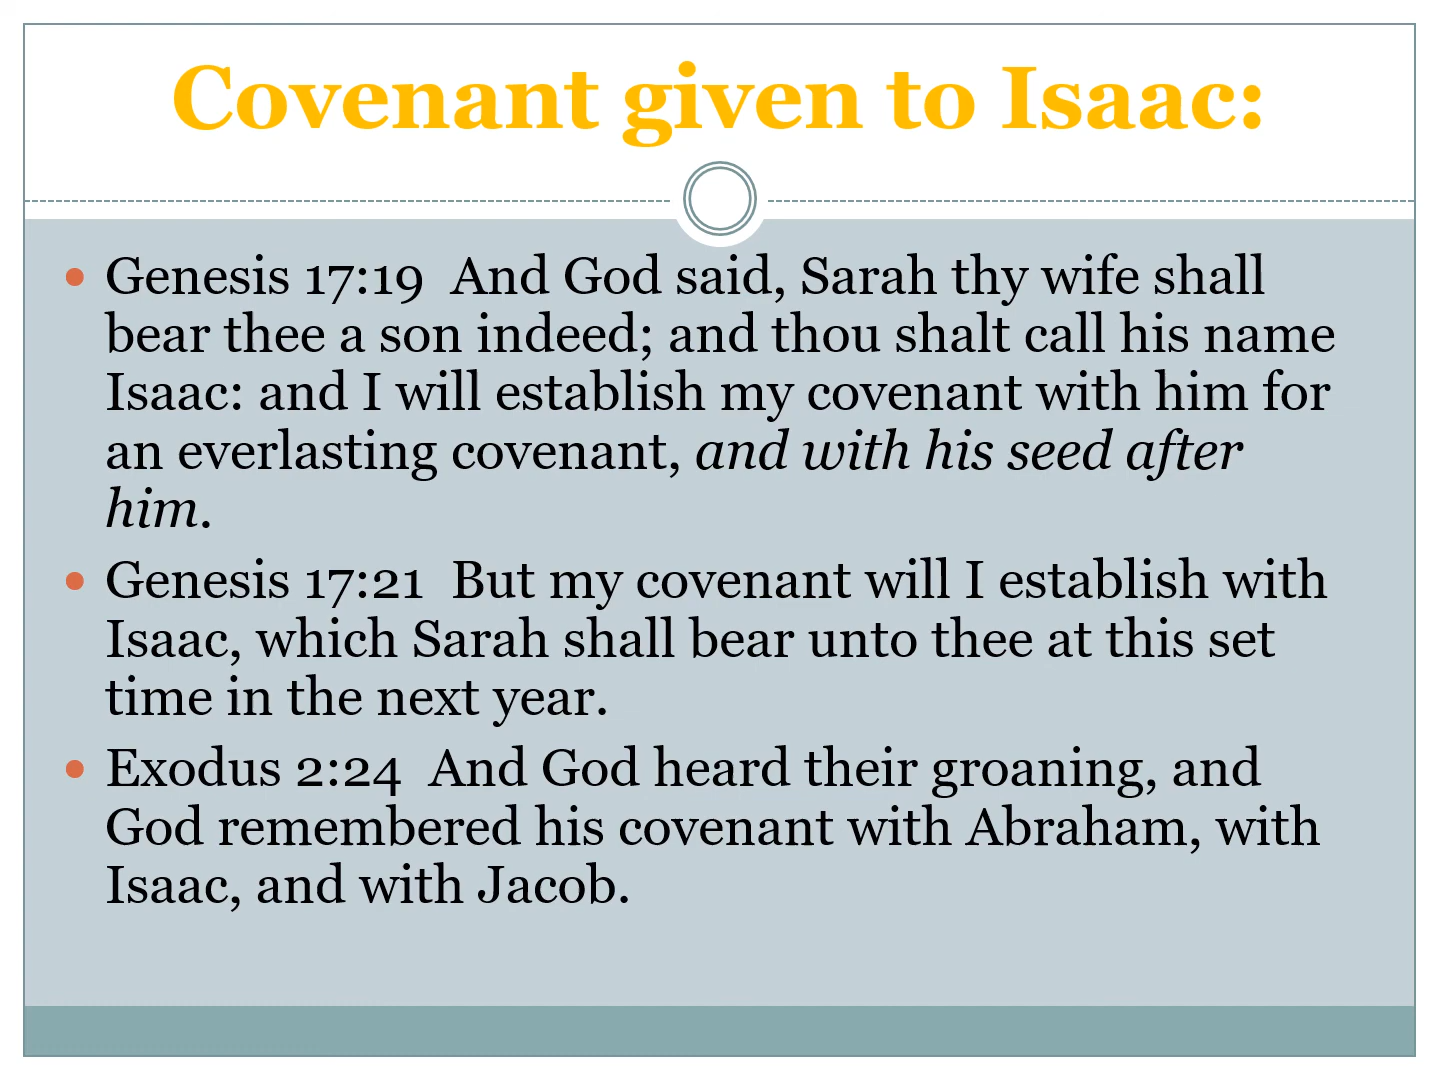 Covenant given to Isaac:
• Genesis 17:19  And God said, Sarah thy wife shall
bear thee a son indeed; and thou shalt call his name
Isaac: and I will establish my covenant with him for
an everlasting covenant, and with his seed after
him.
• Genesis 17:21  But my covenant will I establish with
Isaac, which Sarah shall bear unto thee at this set
time in the next year.
• Exodus 2:24  And God heard their groaning, and
God remembered his covenant with Abraham, with
Isaac, and with Jacob.